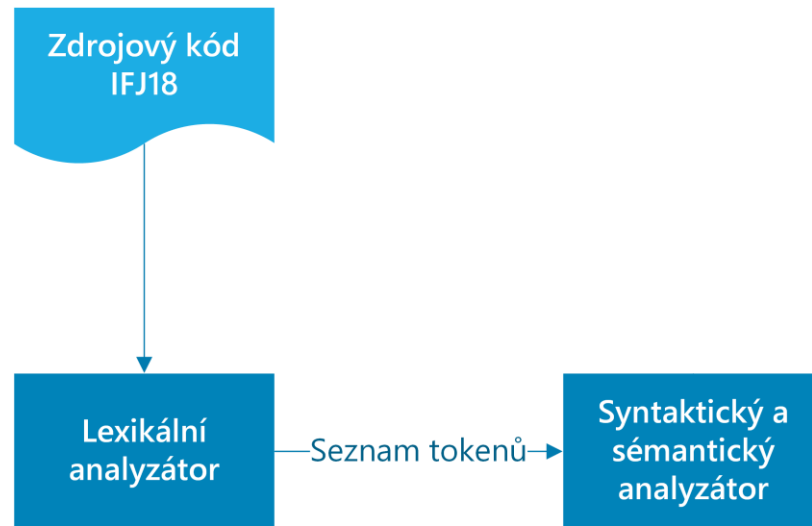 Zdrojový kód
IFJ18
Lexikální
analyzátor
Seznam tokenů
Syntaktický a
sémantický
analyzátor